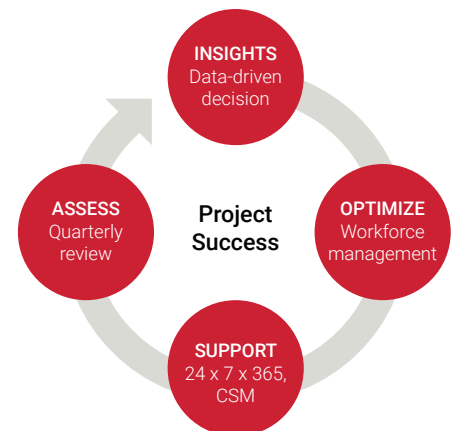 INSIGHTS
Data-driven
decision
ASSESS
Quarterly
review
Project
Success
OPTIMIZE
Workforce
management
SUPPORT
24 x 7 x 365,
CSM